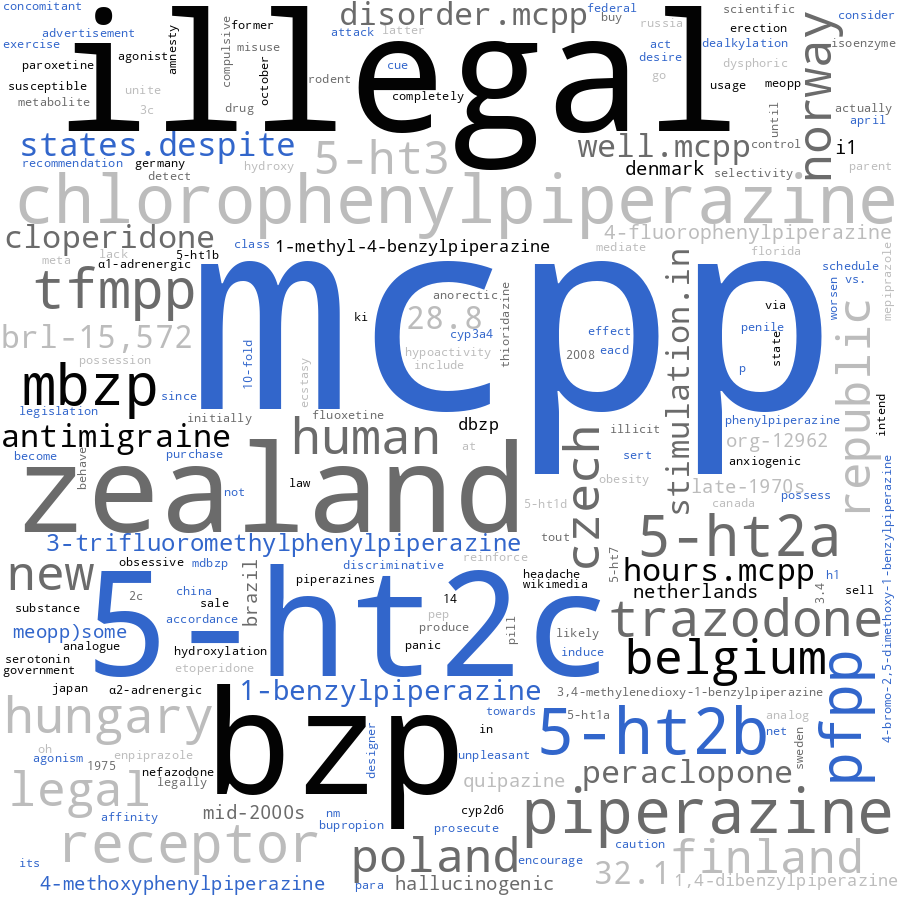 concomitant
illegal
disorder.mcpp
federal
buy
scientific
consider
advertisement
former
attack
latter
russia
erection
norway
exercise
agonist
amnesty
compulsive
misuse
act
dealkylation
isoenzyme
paroxetine
cue
desire
dysphoric
susceptible
unite
october
rodent
completely
go
usage
meopp
metabolite
3c
drug
until
actually
april
states.despite
5-ht3
well.mcpp
control
i1
recommendation
germany
hydroxy
denmark
selectivity
parent
detect
chlorophenylpiperazine
cloperidone
class
1-methyl-4-benzylpiperazine
4-fluorophenylpiperazine
meta
lack
5-ht1b
mediate
florida
α1-adrenergic
mcpp
schedule
vs.
mepiprazole
tfmpp
anorectic
thioridazine
stimulation.in
worsen
via
brl-15,572
ki
28.8
cyp3a4
effect
penile
state
republic
possession
10-fold
hypoactivity
include
2008
eacd
p
mbzp
since
ecstasy
intend
legislation
initially
fluoxetine
dbzp
illicit
phenylpiperazine
antimigraine
human
czech
org-12962
become
behave
purchase
at
sert
anxiogenic
zealand
not
law
obesity
late-1970s
possess
5-ht1d
canada
4-bromo-2,5-dimethoxy-1-benzylpiperazine
3-trifluoromethylphenylpiperazine
tout
5-ht2a
new
obsessive
mdbzp
brazil
discriminative
reinforce
5-ht7
hours.mcpp
h1
5-ht2c
piperazines
headache
wikimedia
netherlands
3.4
sell
substance
2c
china
sale
14
trazodone
meopp)some
accordance
pep
produce
pill
likely
analogue
hydroxylation
panic
induce
belgium
serotonin
government
etoperidone
pfpp
japan
α2-adrenergic
1-benzylpiperazine
3,4-methylenedioxy-1-benzylpiperazine
hungary
bzp
towards
5-ht2b
5-ht1a
analog
in
net
oh
agonism
enpiprazole
designer
unpleasant
sweden
1975
nefazodone
legally
quipazine
peraclopone
legal
mid-2000s
nm
cyp2d6
piperazine
affinity
bupropion
prosecute
receptor
poland
caution
finland
its
encourage
4-methoxyphenylpiperazine
para
hallucinogenic
32.1
1,4-dibenzylpiperazine